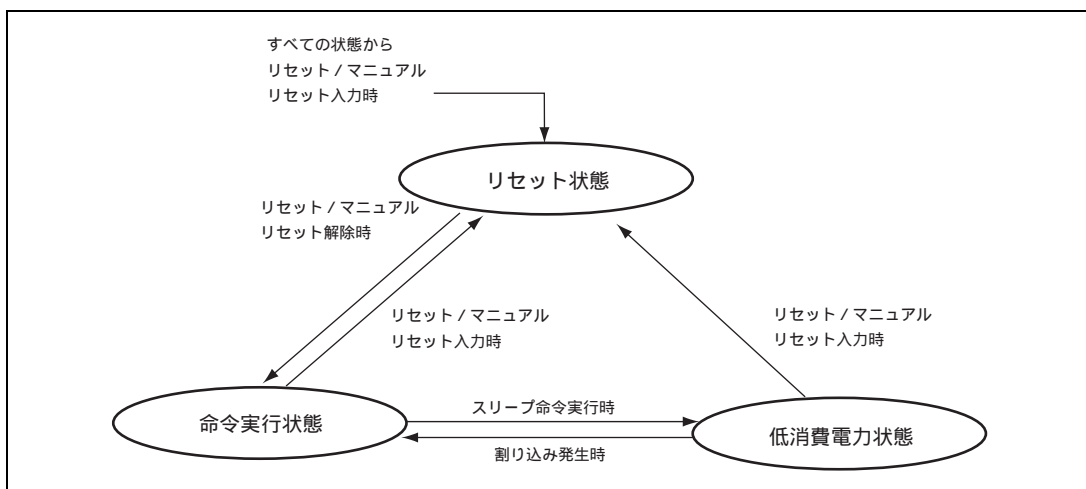 すべての状態から
リセット / マニュアル
リセット入力時
リセット状態
リセット / マニュアル
リセット解除時
リセット / マニュアル
リセット入力時
リセット / マニュアル
リセット入力時
命令実行状態
スリープ命令実行時
割り込み発生時
低消費電力状態